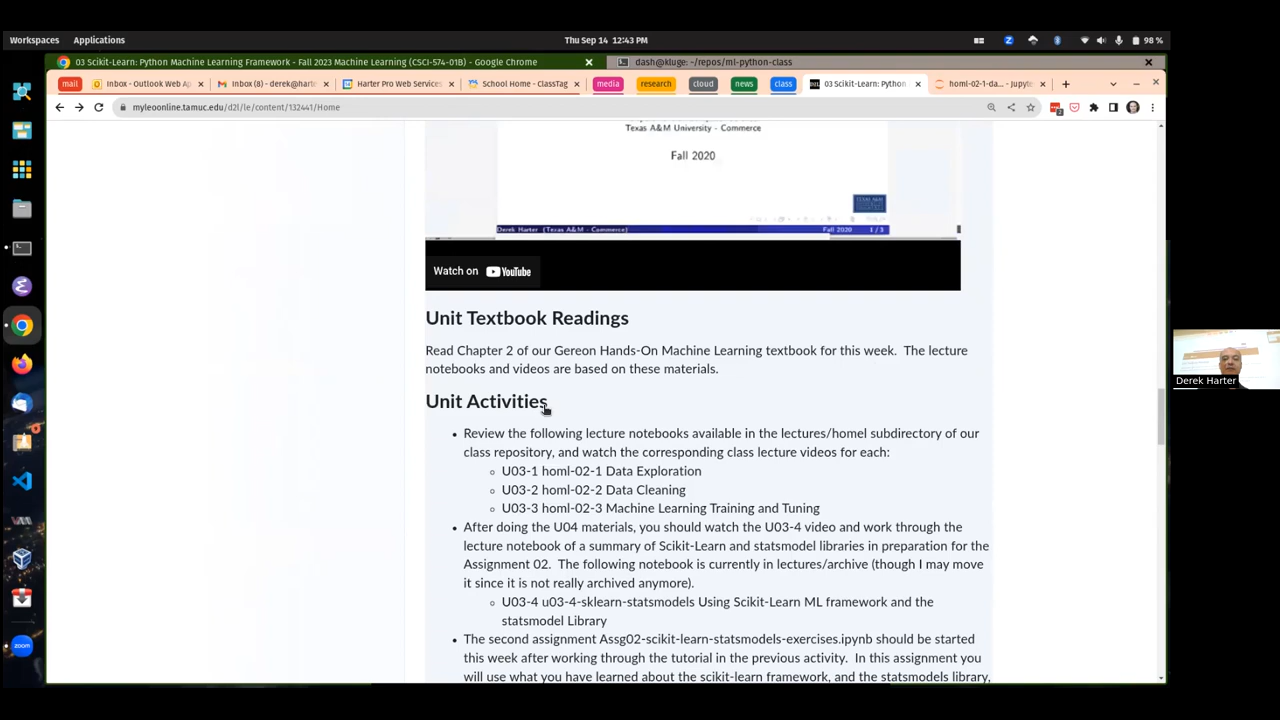 Workspaces Applications Thu Sep 14 12:43 PM 98 %
03 Scikit-Learn: Python Machine Learning Framework - Fall 2023 Machine Learning (CSCI-574-01B) - Google Chrome dash@kluge: ~/repos/ml-python-class
mail Inbox - Outlook Web A Inbox (8) - derek@hart Harter Pro Web Services School Home - ClassTag media research cloud news class 03 Scikit-Learn: Python homl-02-1-da... - Jupyte
myleoonline.tamuc.edu/d2l/le/content/132441/Home
Texas A&M University - Commerce
Fall 2020
Derek Harter (Texas A&M - Commerce) Fall 2020 1 / 3
Watch on YouTube
Unit Textbook Readings
Read Chapter 2 of our Gereon Hands-On Machine Learning textbook for this week. The lecture
notebooks and videos are based on these materials.
Derek Harter
Unit Activities
Review the following lecture notebooks available in the lectures/homel subdirectory of our
class repository, and watch the corresponding class lecture videos for each:
U03-1 homl-02-1 Data Exploration
U03-2 homl-02-2 Data Cleaning
U03-3 homl-02-3 Machine Learning Training and Tuning
After doing the U04 materials, you should watch the U03-4 video and work through the
lecture notebook of a summary of Scikit-Learn and statsmodel libraries in preparation for the
Assignment 02. The following notebook is currently in lectures/archive (though I may move
it since it is not really archived anymore).
U03-4 u03-4-sklearn-statsmodels Using Scikit-Learn ML framework and the
statsmodel Library
The second assignment Assg02-scikit-learn-statsmodels-exercises.ipynb should be started
this week after working through the tutorial in the previous activity. In this assignment you
will use what you have learned about the scikit-learn framework, and the statsmodels library,
zoom